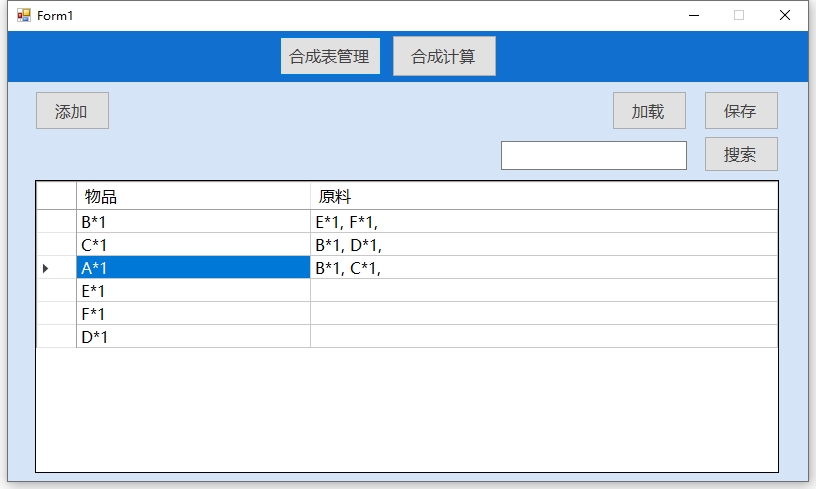 Form1
合成表管理 合成计算
添加 加载 保存
搜索
物品 原料
B*1 E*1, F*1,
C*1 B*1, D*1,
A*1 B*1, C*1,
E*1
F*1
D*1